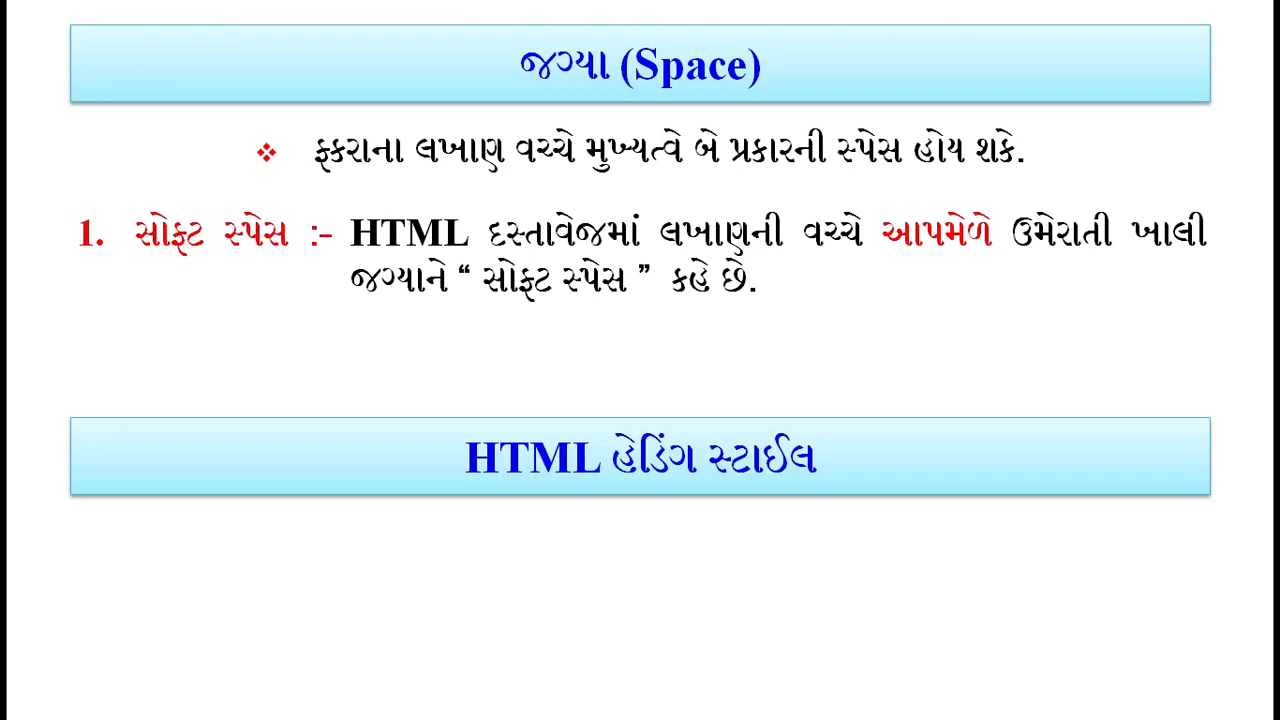 જગ્યા (Space)
❖ ફકરાના લખાણ વચ્ચે મુખ્યત્વે બે પ્રકારની સ્પેસ હોય શકે.
1. સોફ્ટ સ્પેસ :- HTML દસ્તાવેજમાં લખાણની વચ્ચે આપમેળે ઉમેરાતી ખાલી
જગ્યાને “ સોફ્ટ સ્પેસ ” કહે છે.
HTML હેડિંગ સ્ટાઈલ